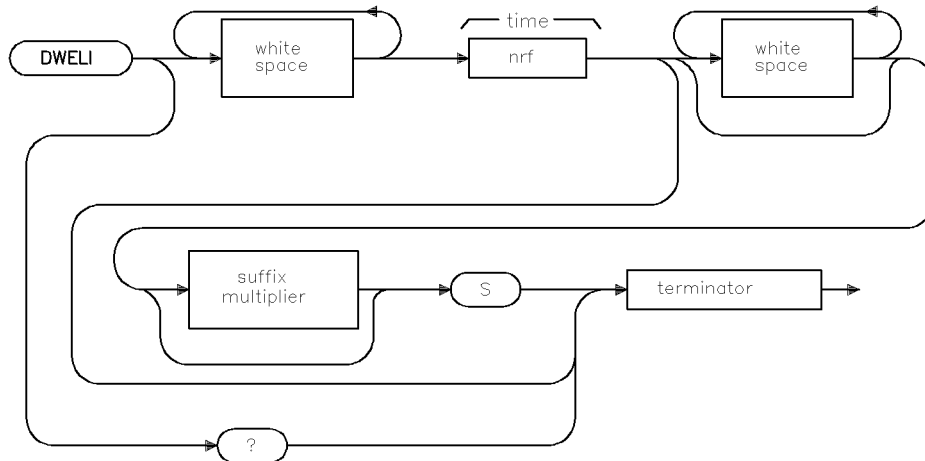 time
DWELI
white
space
nrf
white
space
suffix
multiplier
S
terminator
?